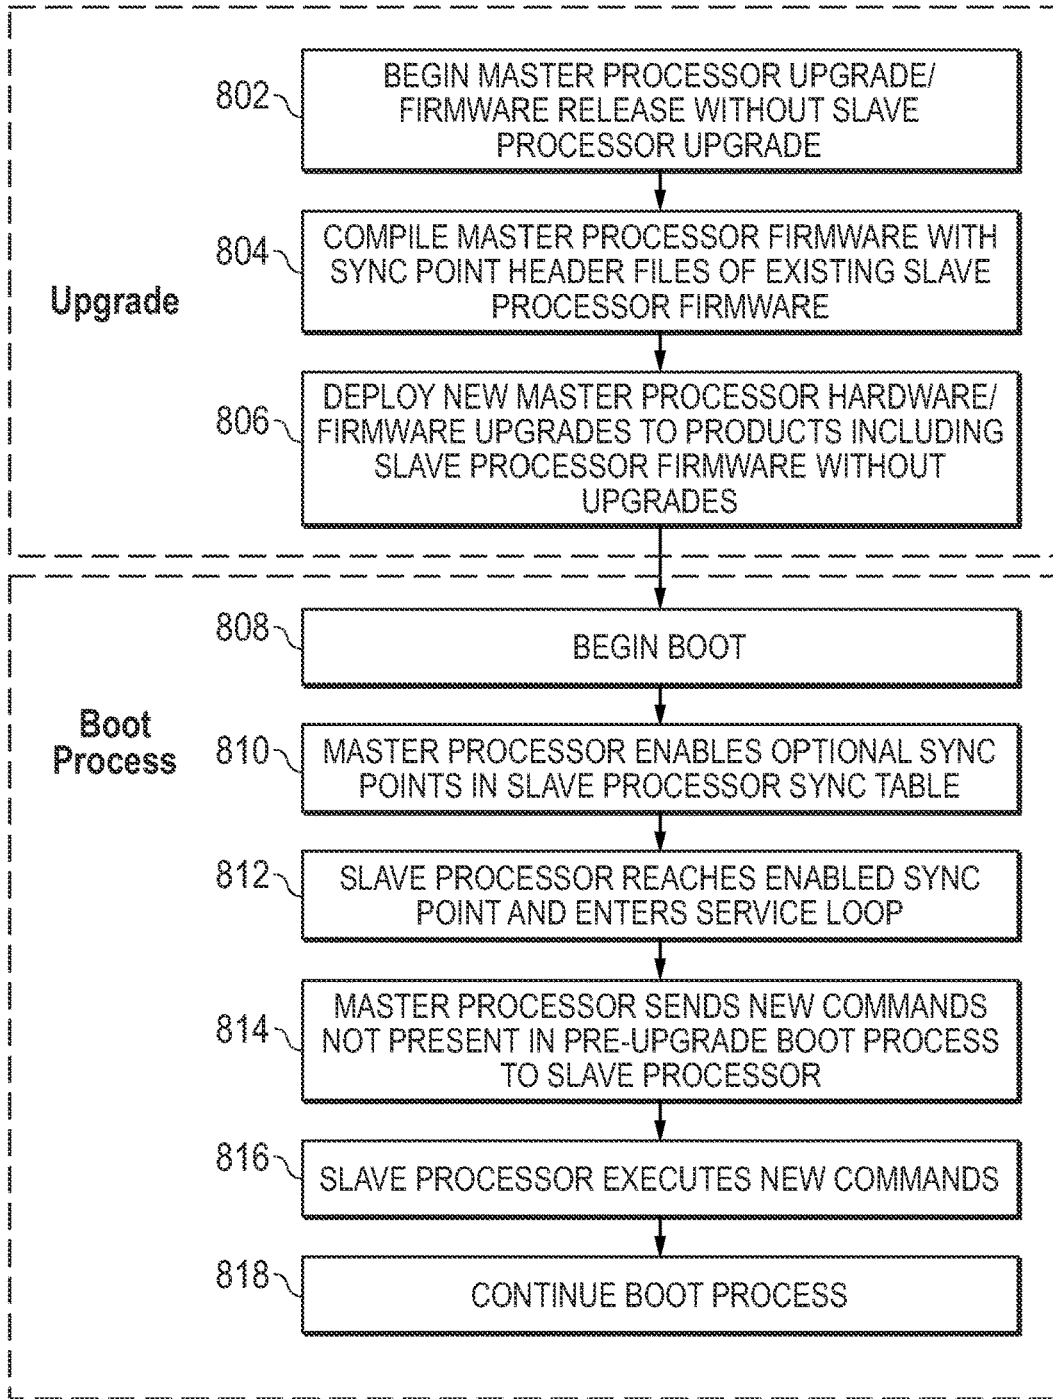 802
BEGIN MASTER PROCESSOR UPGRADE/
FIRMWARE RELEASE WITHOUT SLAVE
PROCESSOR UPGRADE
804
COMPILE MASTER PROCESSOR FIRMWARE WITH
SYNC POINT HEADER FILES OF EXISTING SLAVE
PROCESSOR FIRMWARE
Upgrade
806
DEPLOY NEW MASTER PROCESSOR HARDWARE/
FIRMWARE UPGRADES TO PRODUCTS INCLUDING
SLAVE PROCESSOR FIRMWARE WITHOUT
UPGRADES
808
BEGIN BOOT
Boot
Process
810
MASTER PROCESSOR ENABLES OPTIONAL SYNC
POINTS IN SLAVE PROCESSOR SYNC TABLE
812
SLAVE PROCESSOR REACHES ENABLED SYNC
POINT AND ENTERS SERVICE LOOP
814
MASTER PROCESSOR SENDS NEW COMMANDS
NOT PRESENT IN PRE-UPGRADE BOOT PROCESS
TO SLAVE PROCESSOR
816
SLAVE PROCESSOR EXECUTES NEW COMMANDS
818
CONTINUE BOOT PROCESS